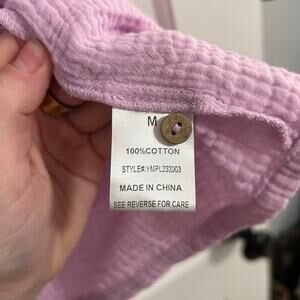 M
100%COTTON
STYLE#:YMPL232003
MADE IN CHINA
SEE REVERSE FOR CARE